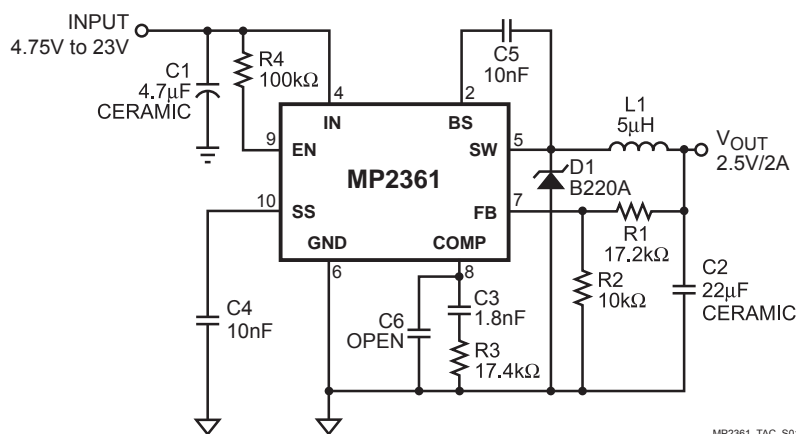 INPUT
4.75V to 23V
C1
4.7µF
CERAMIC
R4
100kΩ
C5
10nF
4
2
IN
BS
9
EN
SW
5
L1
5µH
VOUT
2.5V/2A
MP2361
D1
B220A
10
SS
FB
7
R1
17.2kΩ
GND
COMP
6
8
C4
10nF
C6
OPEN
C3
1.8nF
R3
17.4kΩ
R2
10kΩ
C2
22µF
CERAMIC